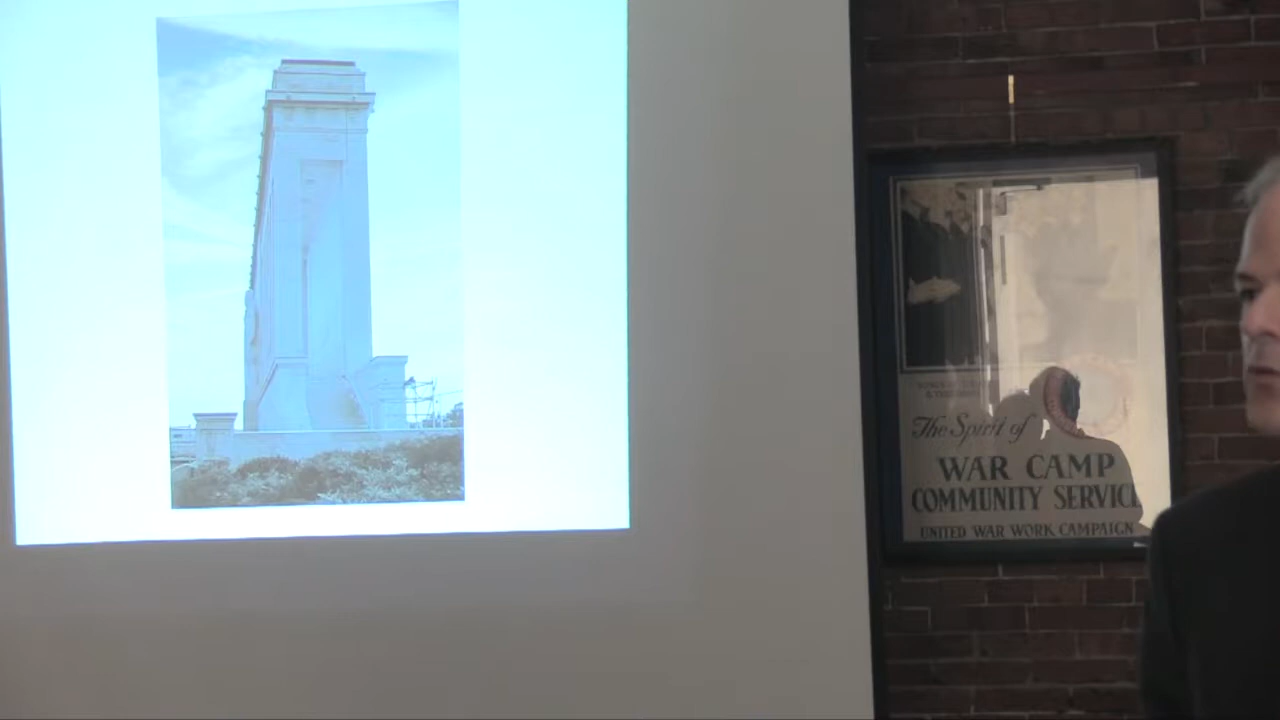 The Spirit of
WAR CAMP
COMMUNITY SERVICE
UNITED WAR WORK CAMPAIGN